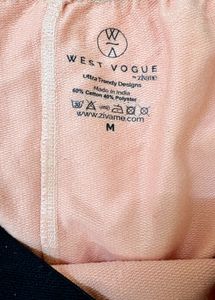 W
A
WEST VOGUE
by zivame
Ultra Trendy Designs
Made in India
60% Cotton 40% Polyester
www.zivame.com
M